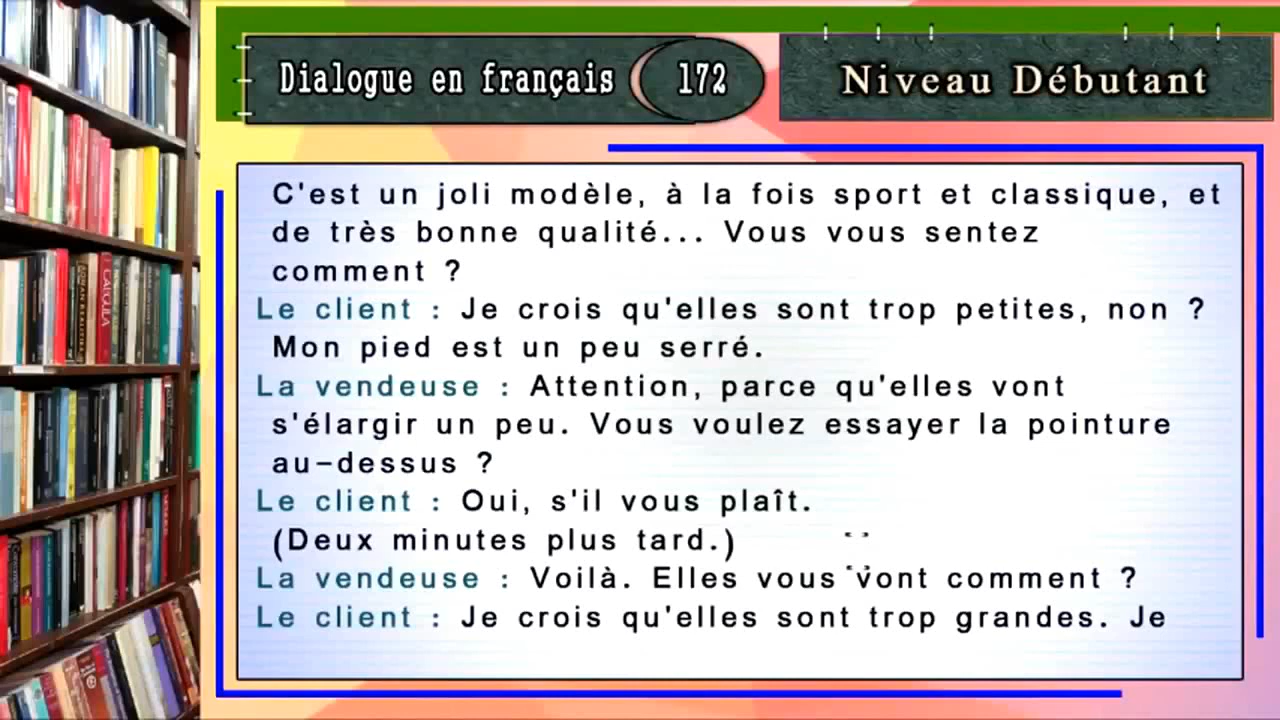 Dialogue en français 172
Niveau Débutant
C'est un joli modèle, à la fois sport et classique, et
de très bonne qualité... Vous vous sentez
comment ?
Le client : Je crois qu'elles sont trop petites, non ?
Mon pied est un peu serré.
La vendeuse : Attention, parce qu'elles vont
s'élargir un peu. Vous voulez essayer la pointure
au-dessus ?
Le client : Oui, s'il vous plaît.
(Deux minutes plus tard.)
La vendeuse : Voilà. Elles vous vont comment ?
Le client : Je crois qu'elles sont trop grandes. Je